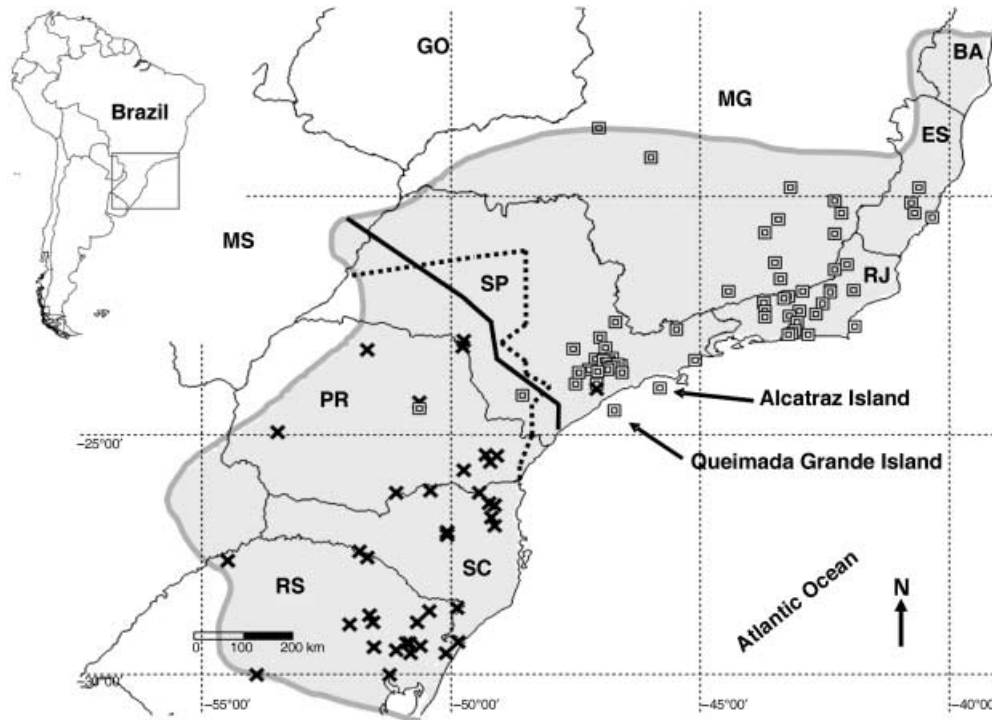 GO
BA
Brazil
MG
ES
MS
SP
RJ
PR
Alcatraz Island
−25°00'
Queimada Grande Island
SC
RS
Atlantic Ocean
N
0 100 200 km
−30°00'
−55°00' −50°00' −45°00' −40°00'